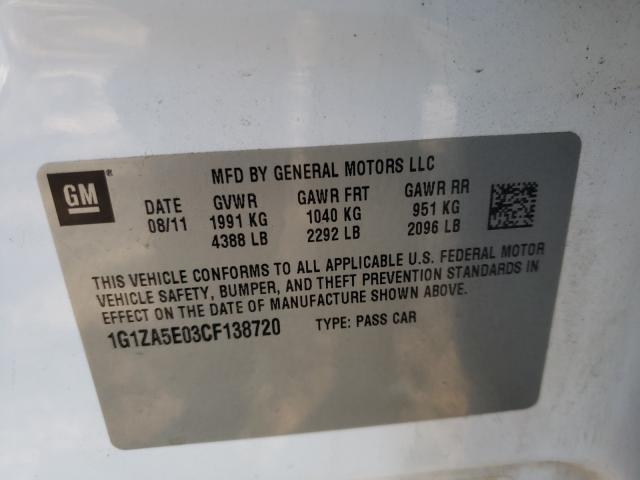 MFD BY GENERAL MOTORS LLC
GM ®
DATE GVWR GAWR FRT GAWR RR
08/11 1991 KG 1040 KG 951 KG
4388 LB 2292 LB 2096 LB
THIS VEHICLE CONFORMS TO ALL APPLICABLE U.S. FEDERAL MOTOR
VEHICLE SAFETY, BUMPER, AND THEFT PREVENTION STANDARDS IN
EFFECT ON THE DATE OF MANUFACTURE SHOWN ABOVE.
1G1ZA5E03CF138720 TYPE: PASS CAR